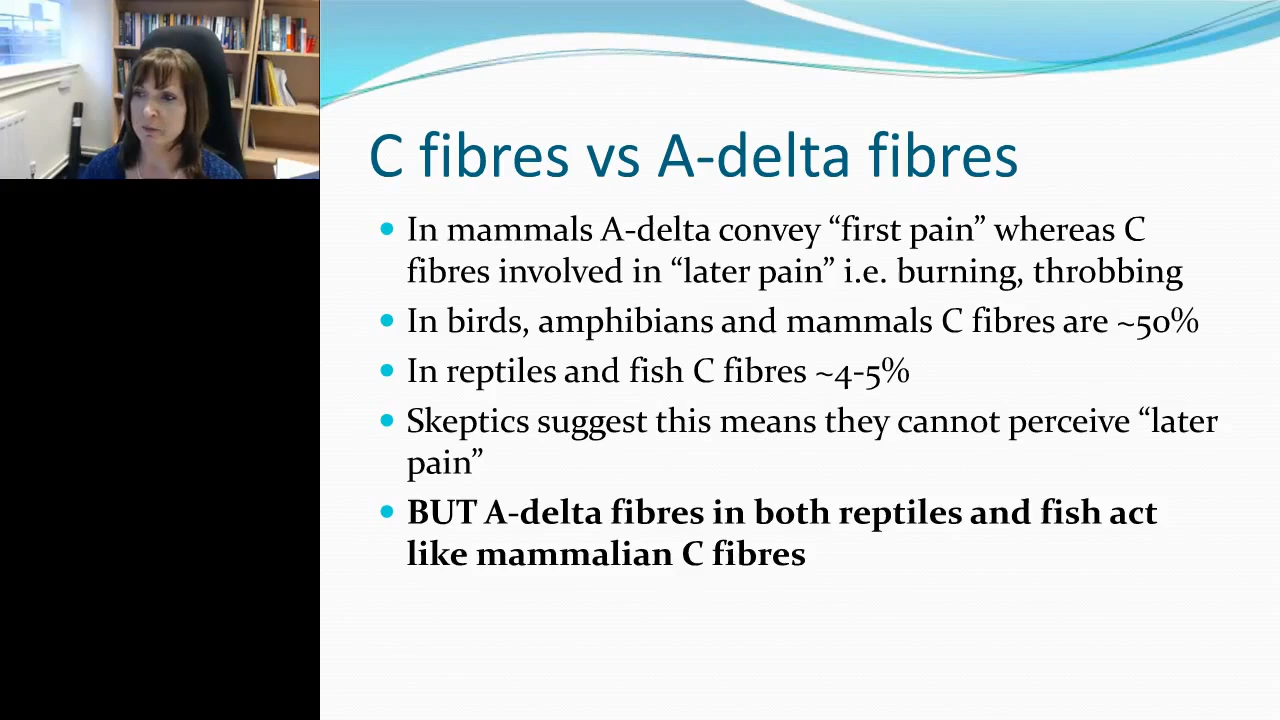 C fibres vs A-delta fibres
• In mammals A-delta convey “first pain” whereas C
fibres involved in “later pain” i.e. burning, throbbing
• In birds, amphibians and mammals C fibres are ~50%
• In reptiles and fish C fibres ~4-5%
• Skeptics suggest this means they cannot perceive “later
pain”
• BUT A-delta fibres in both reptiles and fish act
like mammalian C fibres